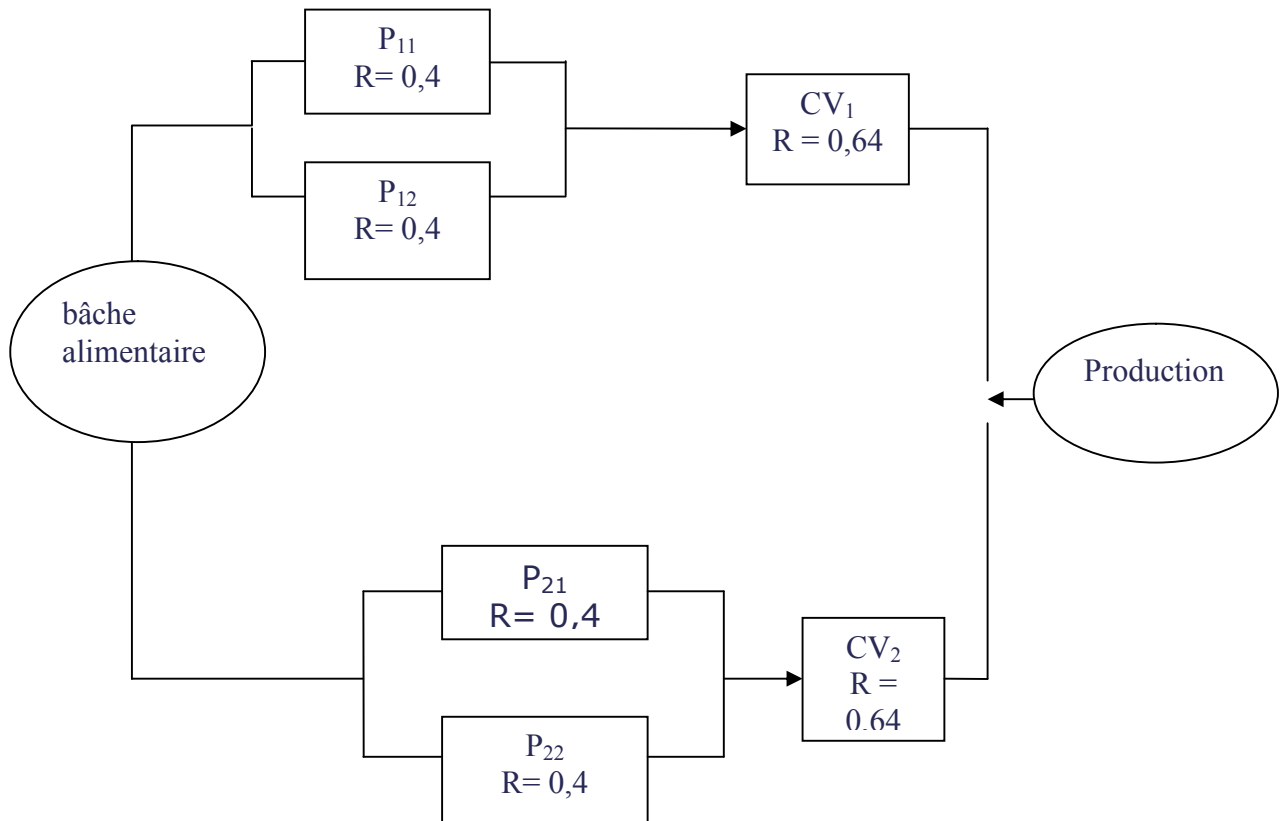 P₁₁
R= 0,4
P₁₂
R= 0,4
CV₁
R = 0,64
bâche
alimentaire
Production
P₂₁
R= 0,4
P₂₂
R= 0,4
CV₂
R =
0.64